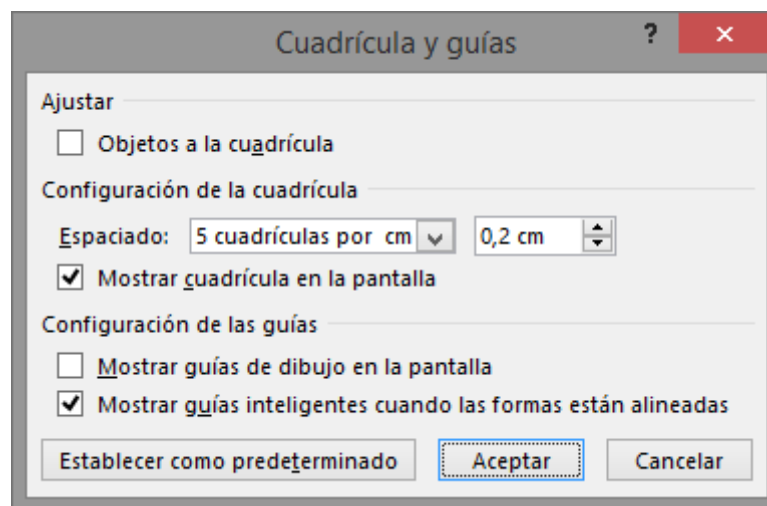 Cuadrícula y guías ?
Ajustar
Objetos a la cuadrícula
Configuración de la cuadrícula
Espaciado: 5 cuadrículas por cm 0,2 cm
Mostrar cuadrícula en la pantalla
Configuración de las guías
Mostrar guías de dibujo en la pantalla
Mostrar guías inteligentes cuando las formas están alineadas
Establecer como predeterminado Aceptar Cancelar